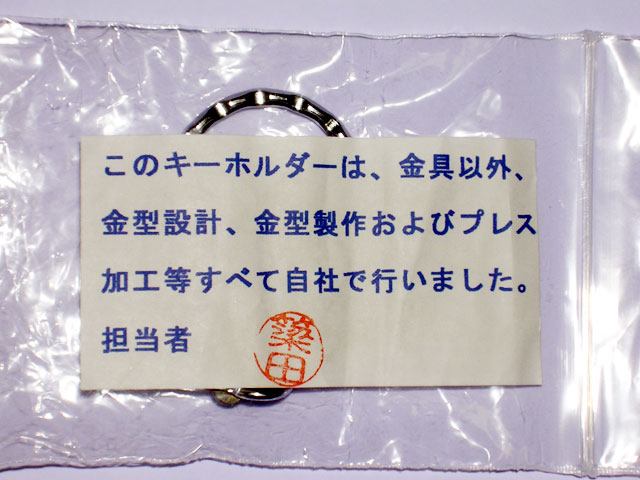 このキーホルダーは、金具以外、
金型設計、金型製作およびプレス
加工等すべて自社で行いました。
担当者 築田